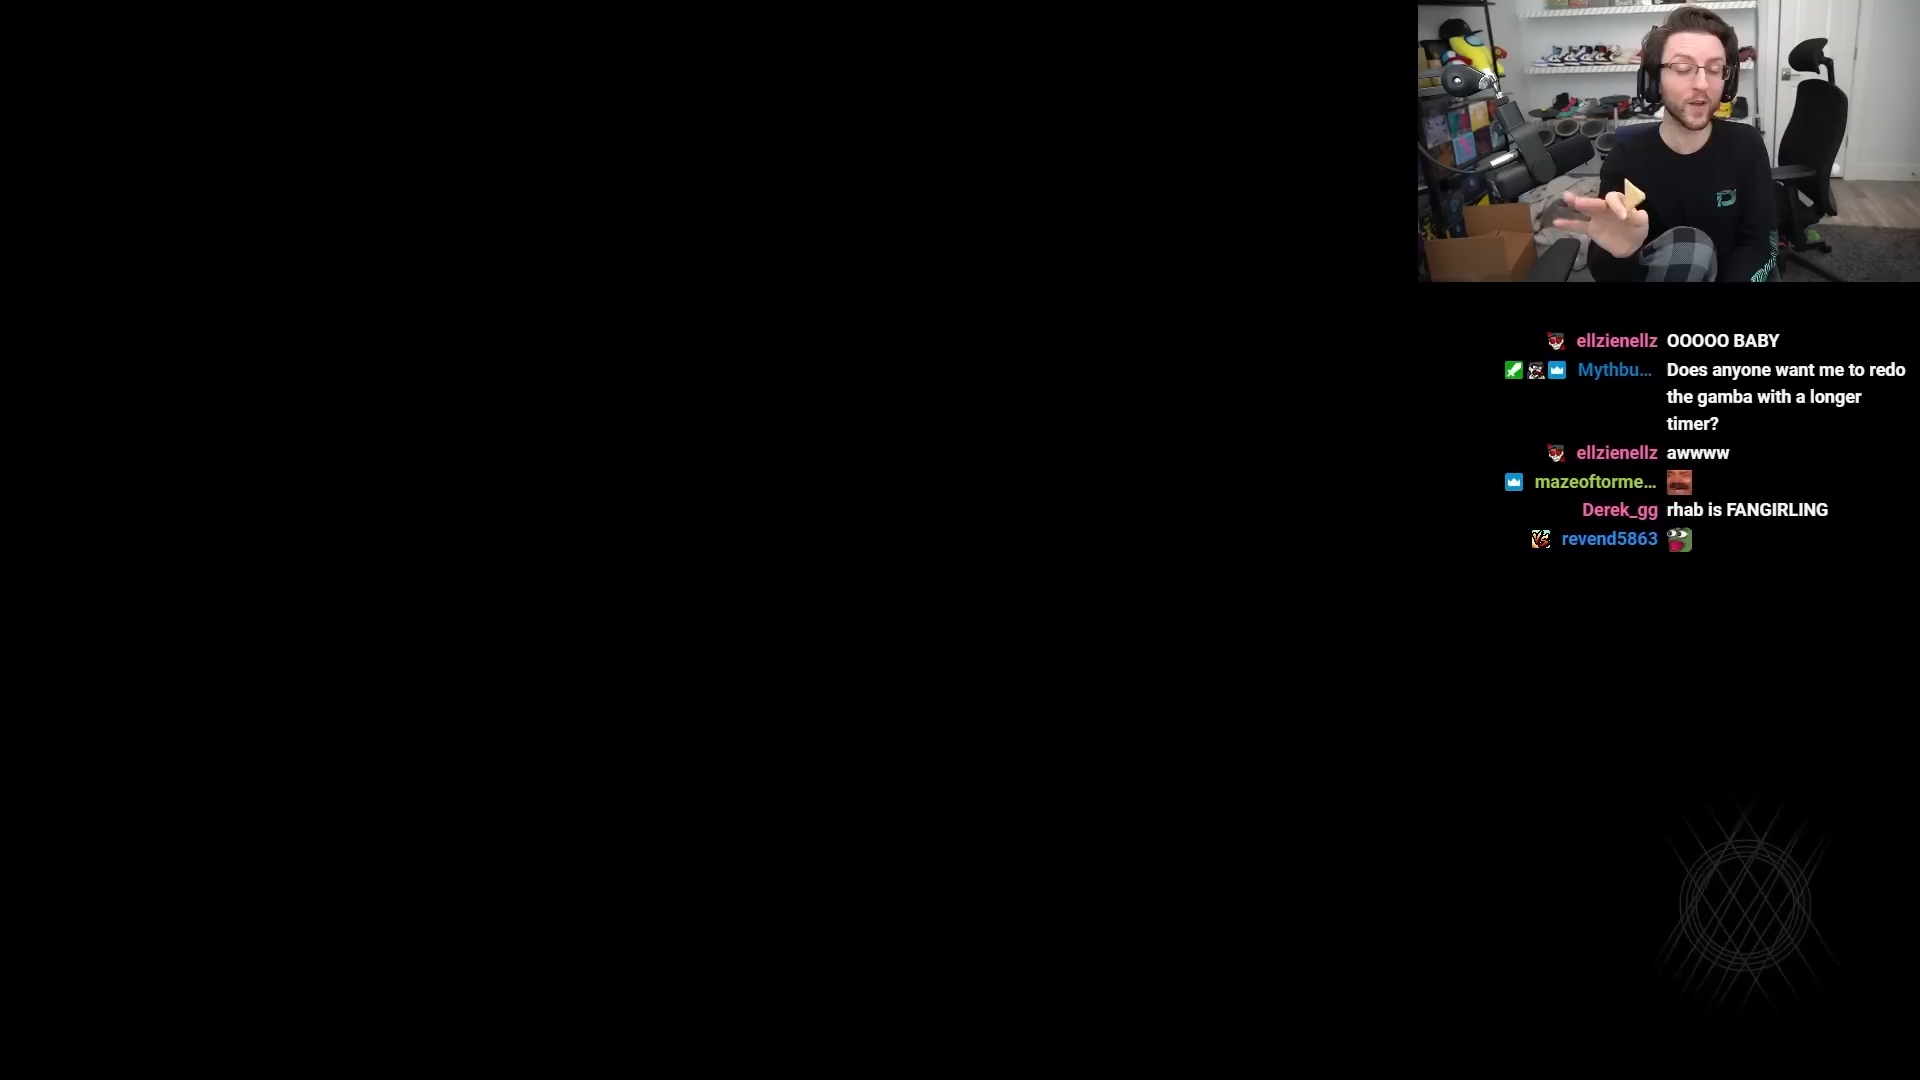 ellzienellz OOOOO BABY
Mythbu... Does anyone want me to redo
the gamba with a longer
timer?
ellzienellz awwww
mazeoftorme...
Derek_gg rhab is FANGIRLING
revend5863